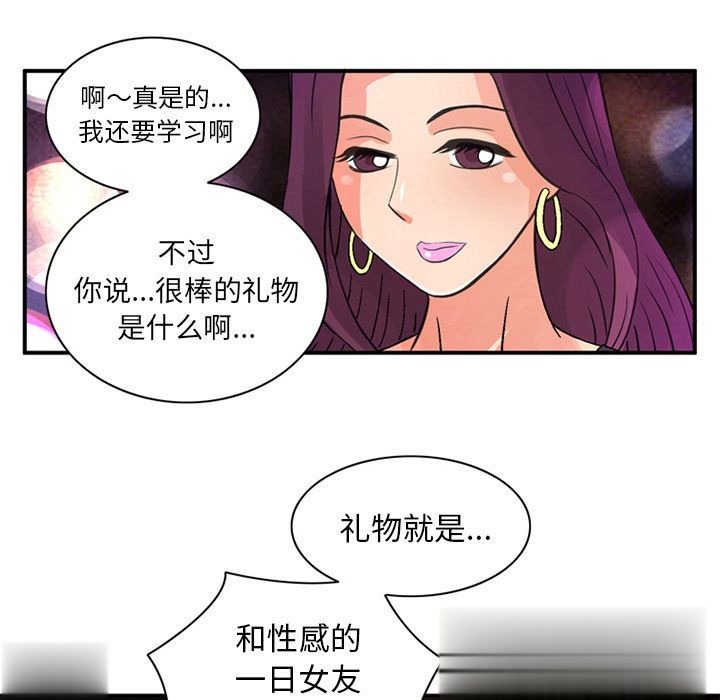 啊～真是的...
我还要学习啊
不过
你说...很棒的礼物
是什么啊...
礼物就是...
和性感的
一日女友